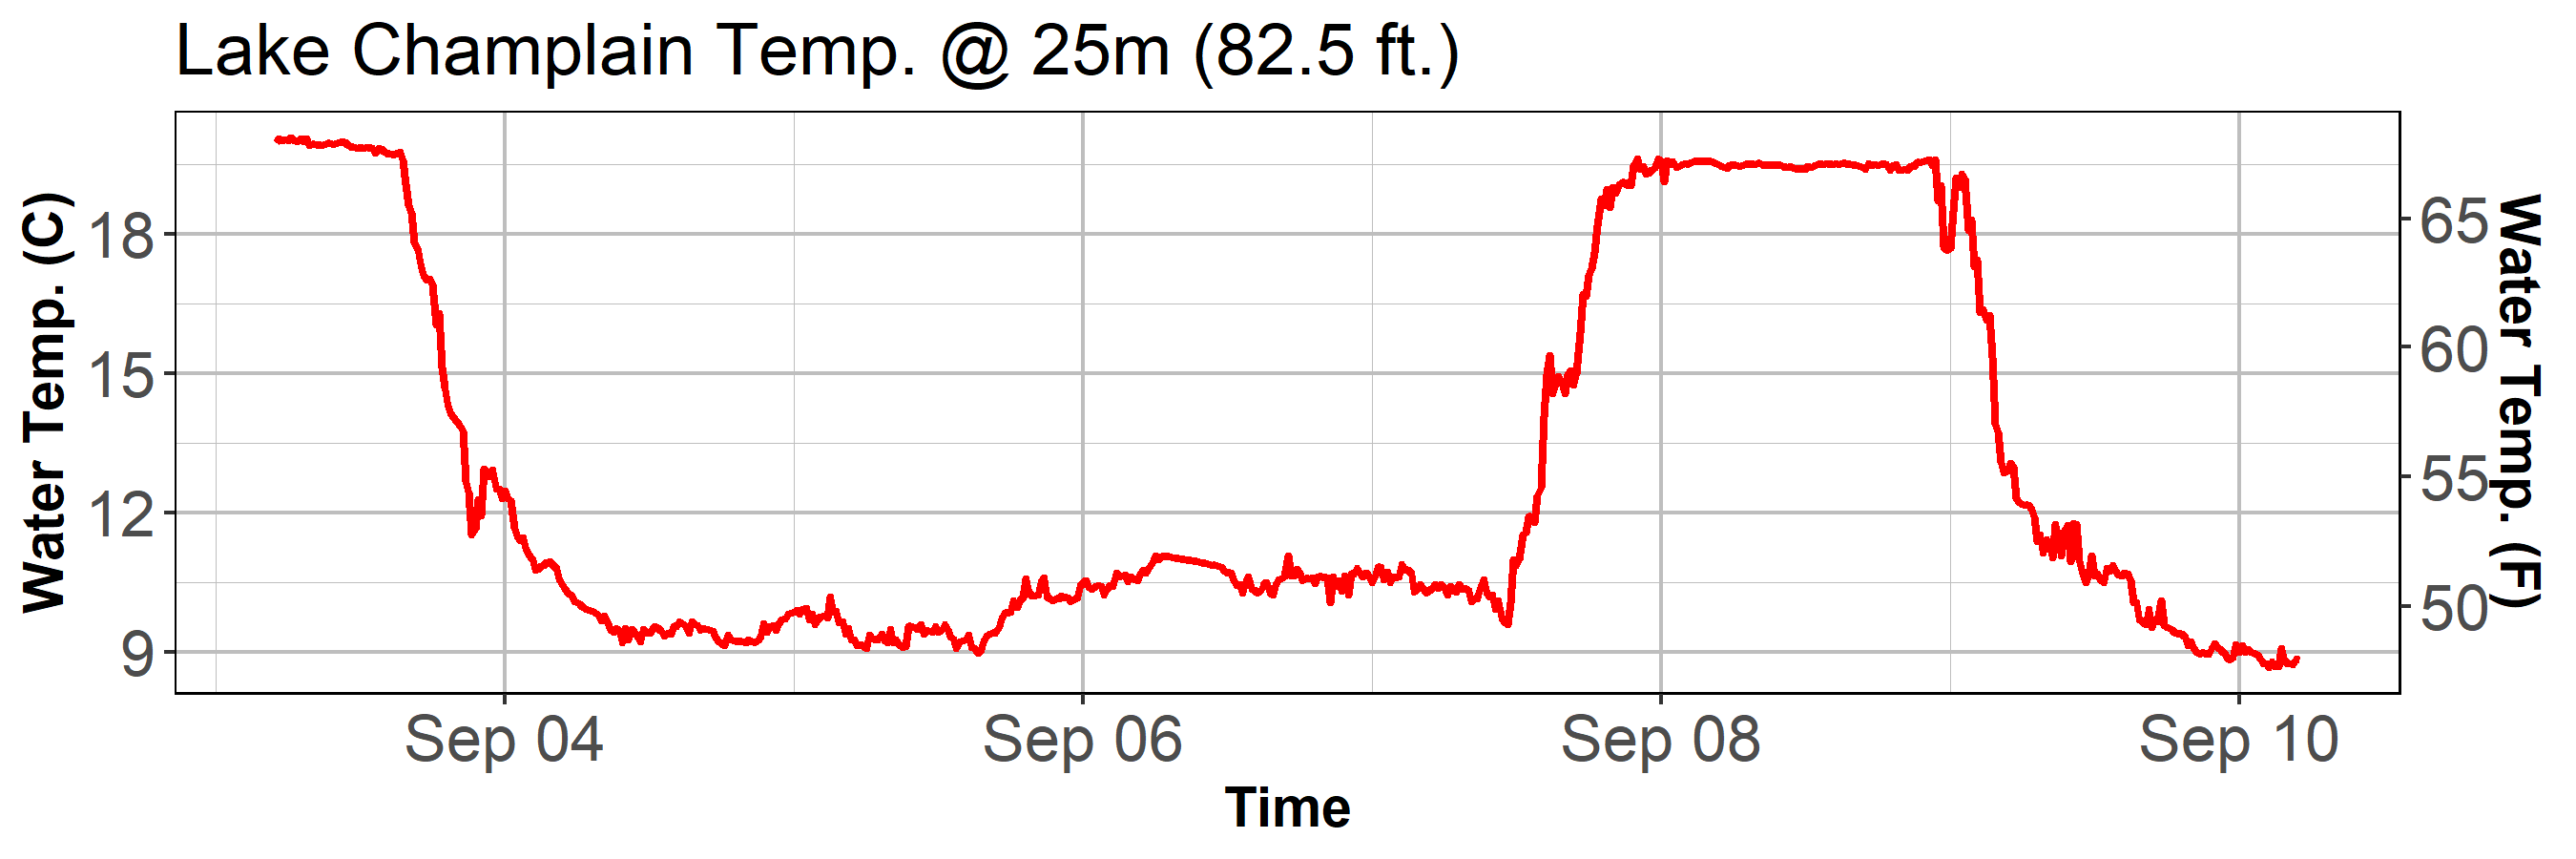 Lake Champlain Temp. @ 25m (82.5 ft.)
Water Temp. (C)
18
15
12
9
65
60
55
50
Water Temp. (F)
Sep 04
Sep 06
Sep 08
Sep 10
Time